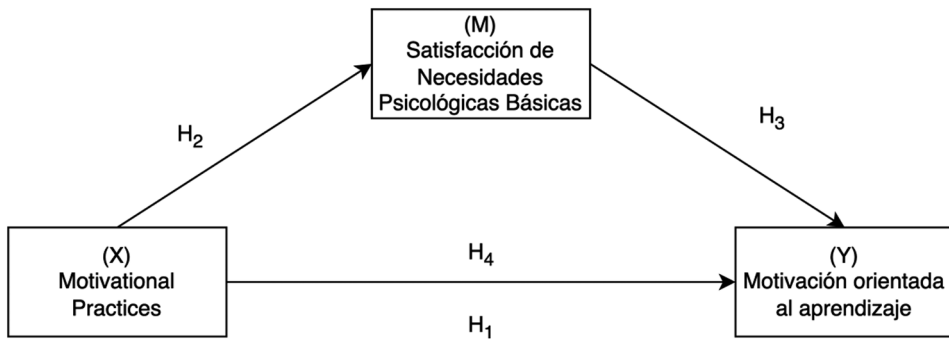 (M)
Satisfacción de
Necesidades
Psicológicas Básicas
H₂
H₃
(X)
Motivational
Practices
H₄
H₁
(Y)
Motivación orientada
al aprendizaje